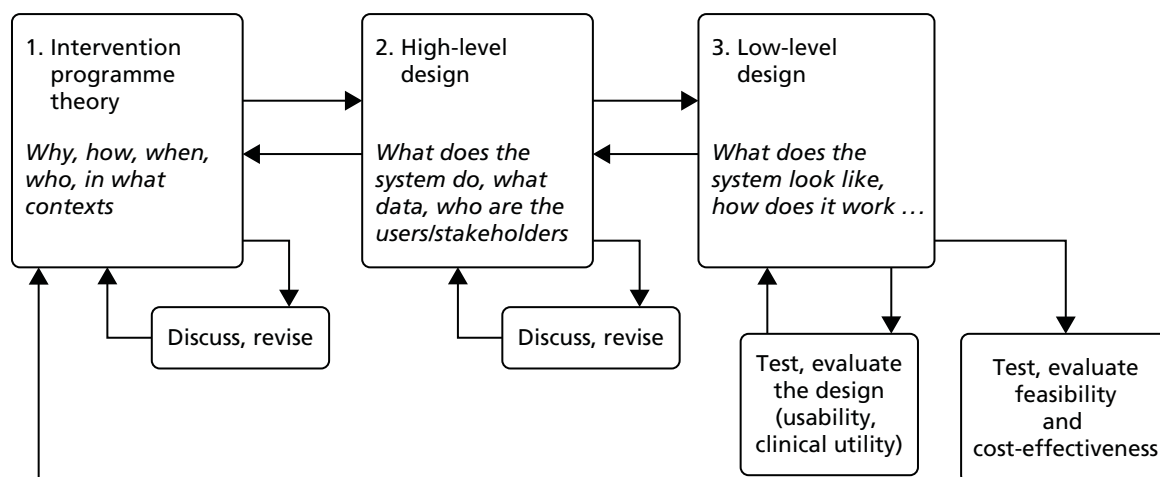 1. Intervention
programme
theory
Why, how, when,
who, in what
contexts
2. High-level
design
What does the
system do, what
data, who are the
users/stakeholders
3. Low-level
design
What does the
system look like,
how does it work …
Discuss, revise
Discuss, revise
Test, evaluate
the design
(usability,
clinical utility)
Test, evaluate
feasibility
and
cost-effectiveness